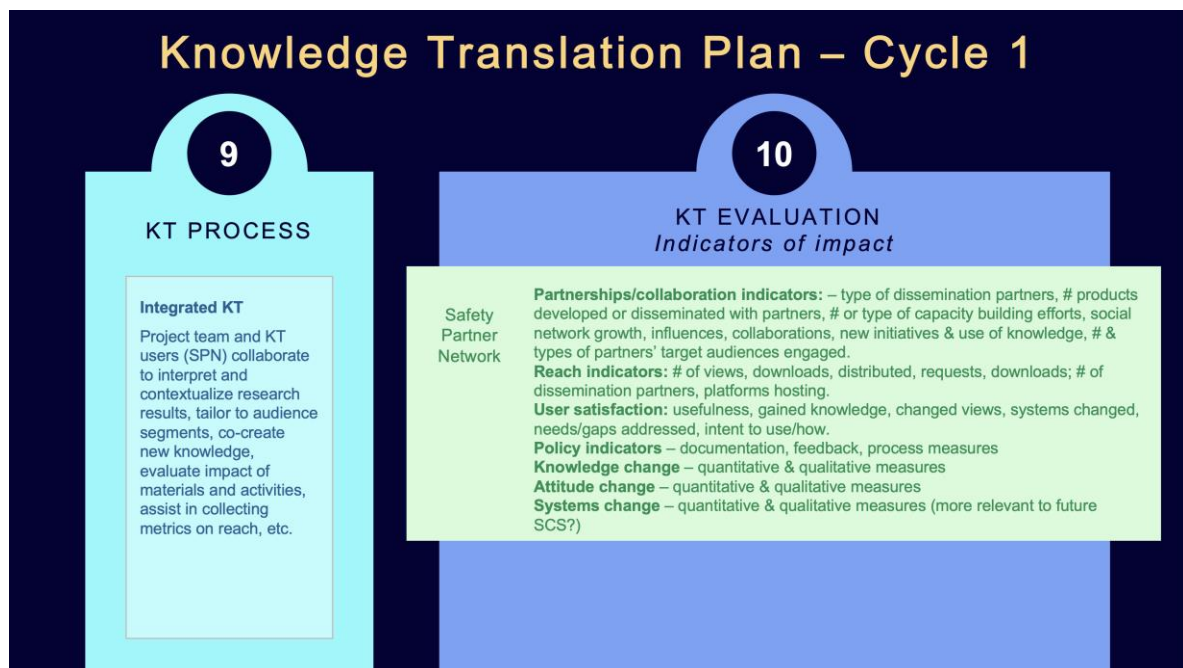 Knowledge Translation Plan – Cycle 1
9
KT PROCESS
Integrated KT
Project team and KT
users (SPN) collaborate
to interpret and
contextualize research
results, tailor to audience
segments, co-create
new knowledge,
evaluate impact of
materials and activities,
assist in collecting
metrics on reach, etc.
10
KT EVALUATION
Indicators of impact
Safety
Partner
Network
Partnerships/collaboration indicators: – type of dissemination partners, # products
developed or disseminated with partners, # or type of capacity building efforts, social
network growth, influences, collaborations, new initiatives & use of knowledge, # &
types of partners’ target audiences engaged.
Reach indicators: # of views, downloads, distributed, requests, downloads; # of
dissemination partners, platforms hosting.
User satisfaction: usefulness, gained knowledge, changed views, systems changed,
needs/gaps addressed, intent to use/how.
Policy indicators – documentation, feedback, process measures
Knowledge change – quantitative & qualitative measures
Attitude change – quantitative & qualitative measures
Systems change – quantitative & qualitative measures (more relevant to future
SCS?)